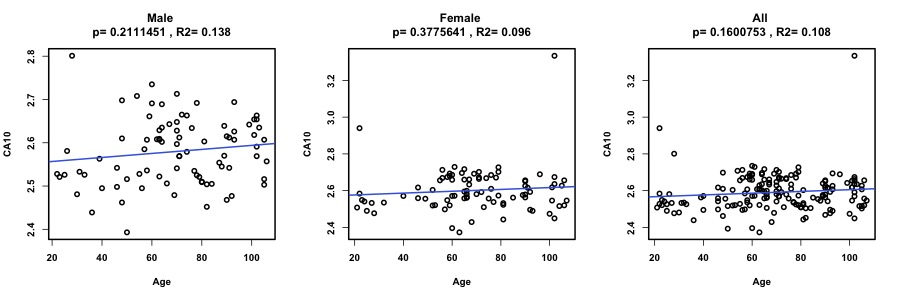 Male
p= 0.2111451 , R2= 0.138
CA10
2.8
2.7
2.6
2.5
2.4
20 40 60 80 100
Age
Female
p= 0.3775641 , R2= 0.096
CA10
3.2
3.0
2.8
2.6
2.4
20 40 60 80 100
Age
All
p= 0.1600753 , R2= 0.108
CA10
3.2
3.0
2.8
2.6
2.4
20 40 60 80 100
Age